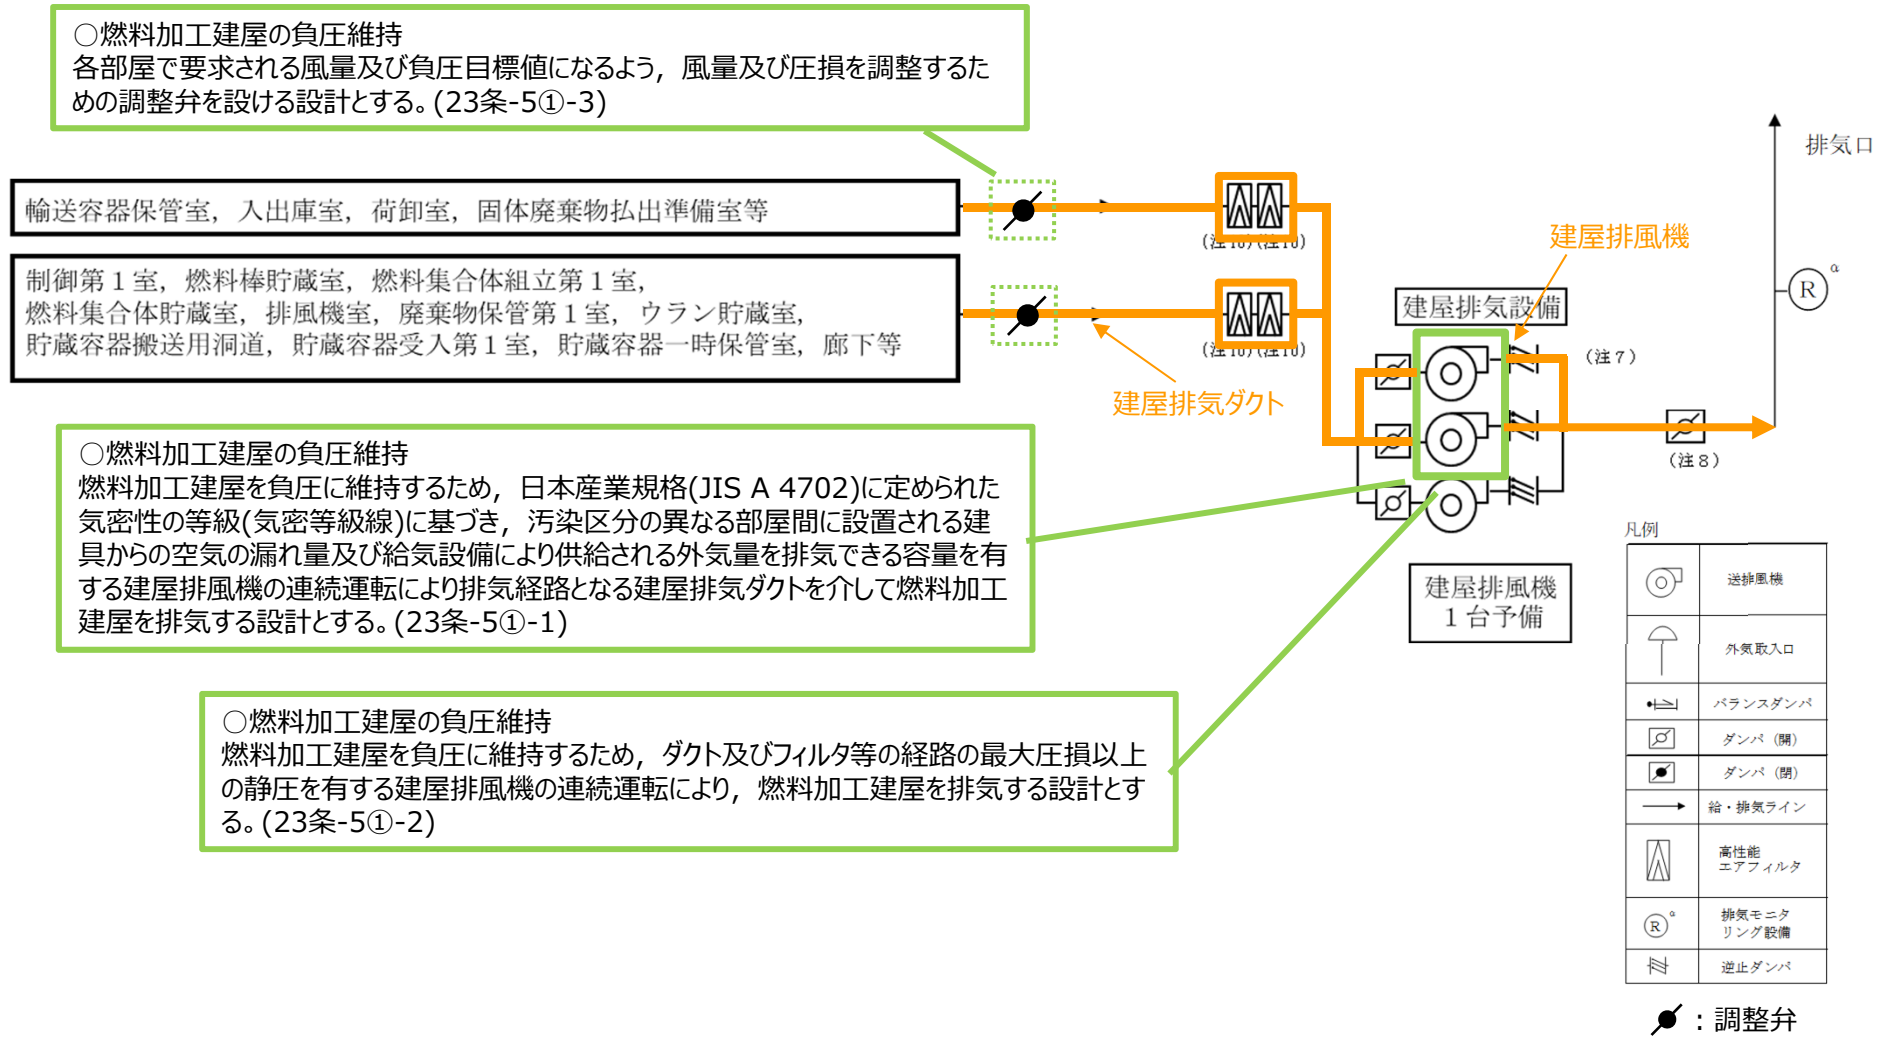 ○燃料加工建屋の負圧維持
各部屋で要求される風量及び負圧目標値になるよう，風量及び圧損を調整するた
めの調整弁を設ける設計とする。(23条-5①-3)
排気口
輸送容器保管室，入出庫室，荷卸室，固体廃棄物払出準備室等
(注10)(注10)
建屋排風機
R α
制御第１室，燃料棒貯蔵室，燃料集合体組立第１室，
燃料集合体貯蔵室，排風機室，廃棄物保管第１室，ウラン貯蔵室，
貯蔵容器搬送用洞道，貯蔵容器受入第１室，貯蔵容器一時保管室，廊下等
建屋排気設備
(注10)(注10)
(注７)
建屋排気ダクト
(注８)
○燃料加工建屋の負圧維持
燃料加工建屋を負圧に維持するため，日本産業規格(JIS A 4702)に定められた
気密性の等級(気密等級線)に基づき，汚染区分の異なる部屋間に設置される建
具からの空気の漏れ量及び給気設備により供給される外気量を排気できる容量を有
する建屋排風機の連続運転により排気経路となる建屋排気ダクトを介して燃料加工
建屋を排気する設計とする。(23条-5①-1)
建屋排風機
１台予備
○燃料加工建屋の負圧維持
燃料加工建屋を負圧に維持するため，ダクト及びフィルタ等の経路の最大圧損以上
の静圧を有する建屋排風機の連続運転により，燃料加工建屋を排気する設計とす
る。(23条-5①-2)
凡例
送排風機
外気取入口
バランスダンパ
ダンパ（開）
ダンパ（閉）
給・排気ライン
高性能
エアフィルタ
R α
排気モニタ
リング設備
逆止ダンパ
：調整弁